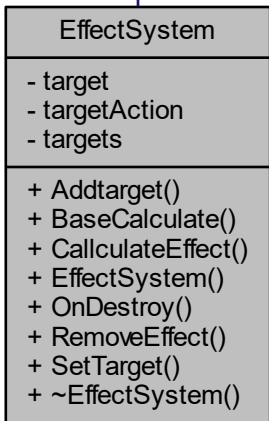 EffectSystem
- target
- targetAction
- targets
+ Addtarget()
+ BaseCalculate()
+ CallculateEffect()
+ EffectSystem()
+ OnDestroy()
+ RemoveEffect()
+ SetTarget()
+ ~EffectSystem()